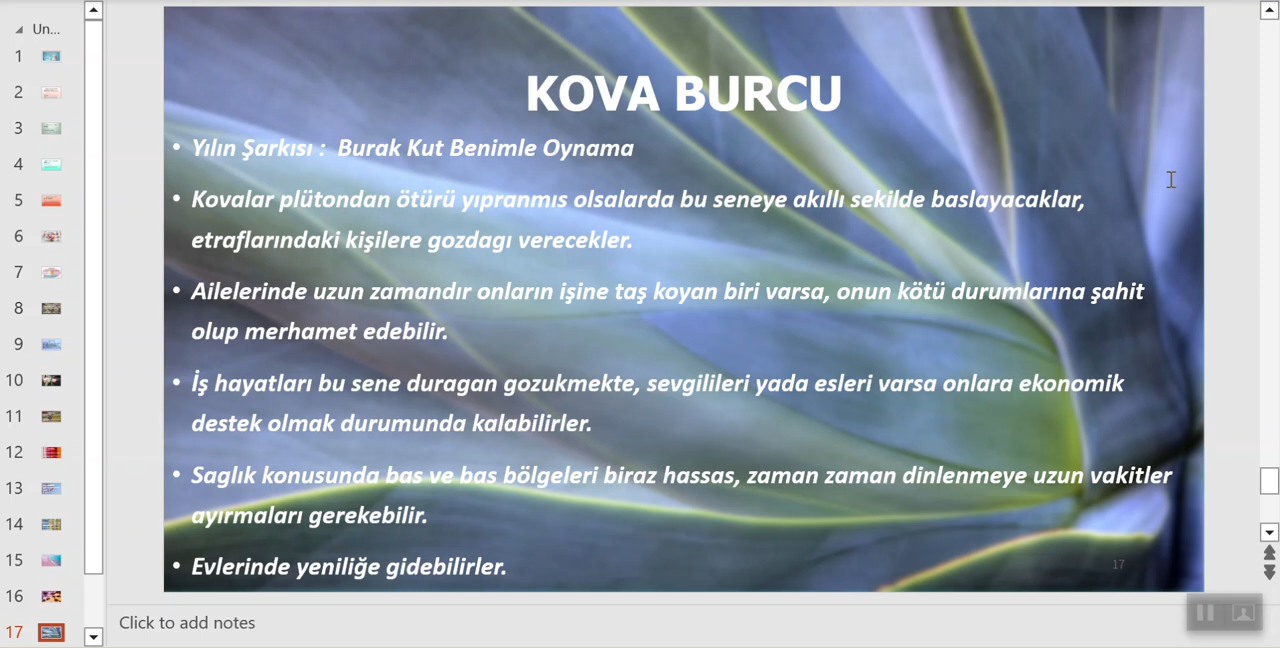 Un...
1
2
3
4
5
6
7
8
9
10
11
12
13
14
15
16
17
KOVA BURCU
• Yılın Şarkısı : Burak Kut Benimle Oynama
• Kovalar plütondan ötürü yıpranmıs olsalarda bu seneye akıllı sekilde baslayacaklar,
etraflarındaki kişilere gozdagı verecekler.
• Ailelerinde uzun zamandır onların işine taş koyan biri varsa, onun kötü durumlarına şahit
olup merhamet edebilir.
• İş hayatları bu sene duragan gozukmekte, sevgilileri yada esleri varsa onlara ekonomik
destek olmak durumunda kalabilirler.
• Saglık konusunda bas ve bas bölgeleri biraz hassas, zaman zaman dinlenmeye uzun vakitler
ayırmaları gerekebilir.
• Evlerinde yeniliğe gidebilirler.
17
Click to add notes